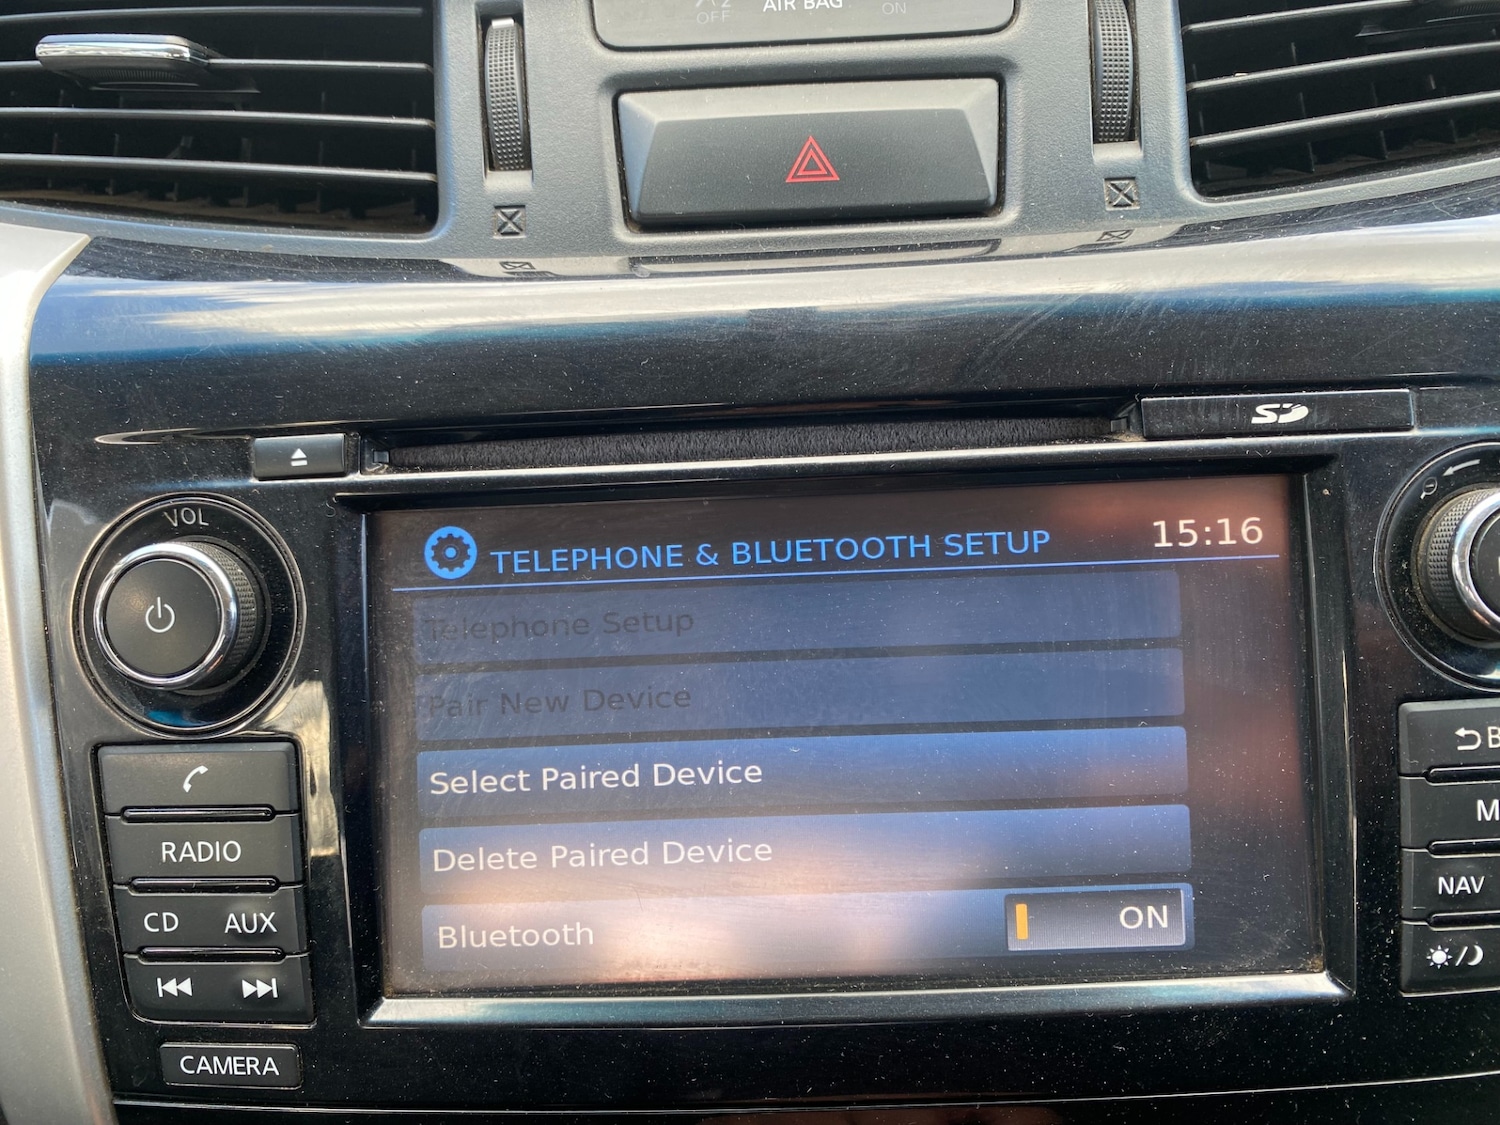 OFF
AIR BAG
ON
SD
VOL
TELEPHONE & BLUETOOTH SETUP
15:16
Telephone Setup
Pair New Device
Select Paired Device
Delete Paired Device
Bluetooth
ON
RADIO
CD AUX
CAMERA
NAV